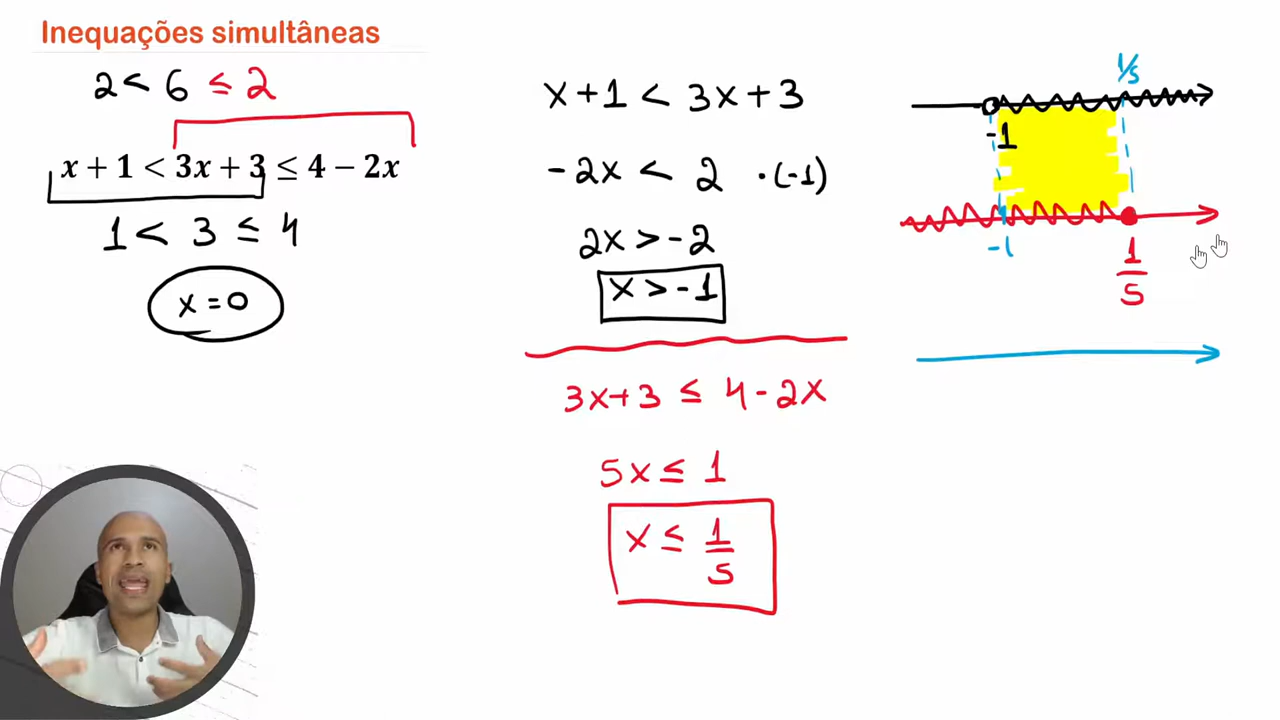 Inequações simultâneas
2 < 6 ≤ 2
x + 1 < 3x + 3 ≤ 4 − 2x
1 < 3 ≤ 4
x = 0
x + 1 < 3x + 3
-2x < 2 · (-1)
2x > -2
x > -1
3x + 3 ≤ 4 - 2x
5x ≤ 1
x ≤ 1/5
1/5
-1
-1
1/5